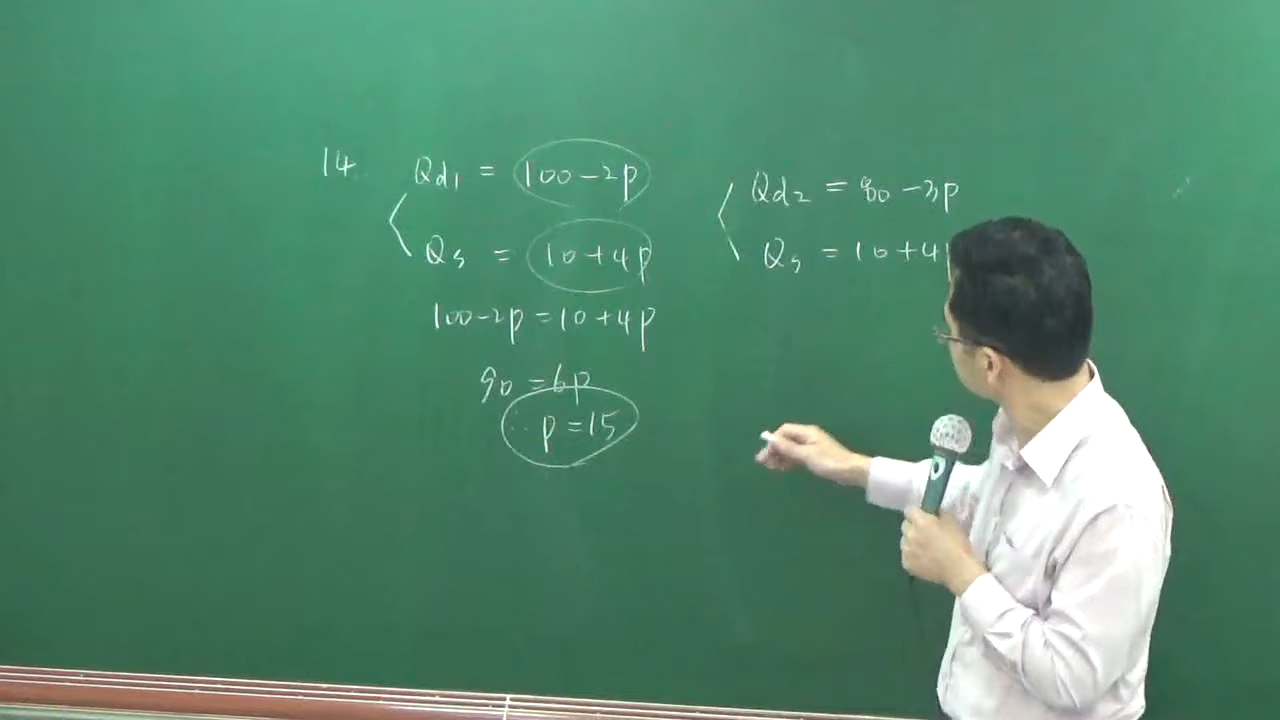 14.
Qd1 = 100-2p
Qs = 10+4p
100-2p = 10+4p
90 = 6p
∴ p = 15
Qd2 = 80-3p
Qs = 10+4